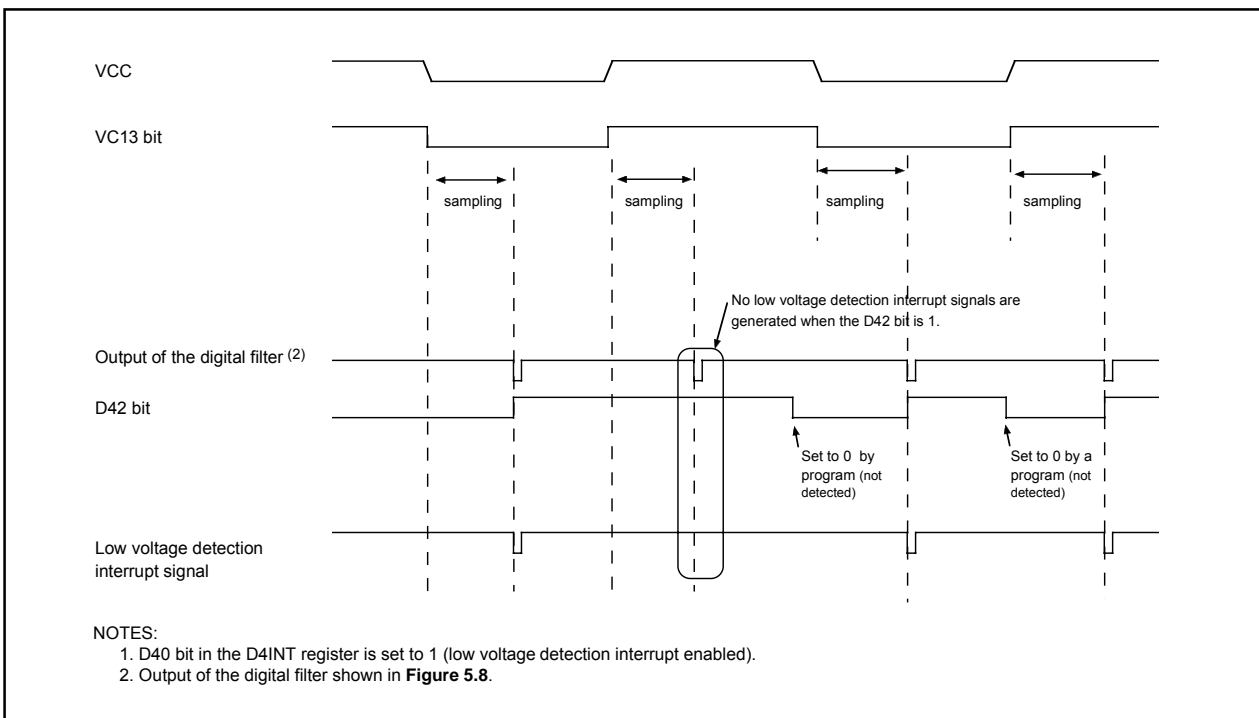 VCC
VC13 bit
sampling
sampling
sampling
sampling
No low voltage detection interrupt signals are
generated when the D42 bit is 1.
Output of the digital filter (2)
D42 bit
Set to 0 by
program (not
detected)
Set to 0 by a
program (not
detected)
Low voltage detection
interrupt signal
NOTES:
1. D40 bit in the D4INT register is set to 1 (low voltage detection interrupt enabled).
2. Output of the digital filter shown in Figure 5.8.